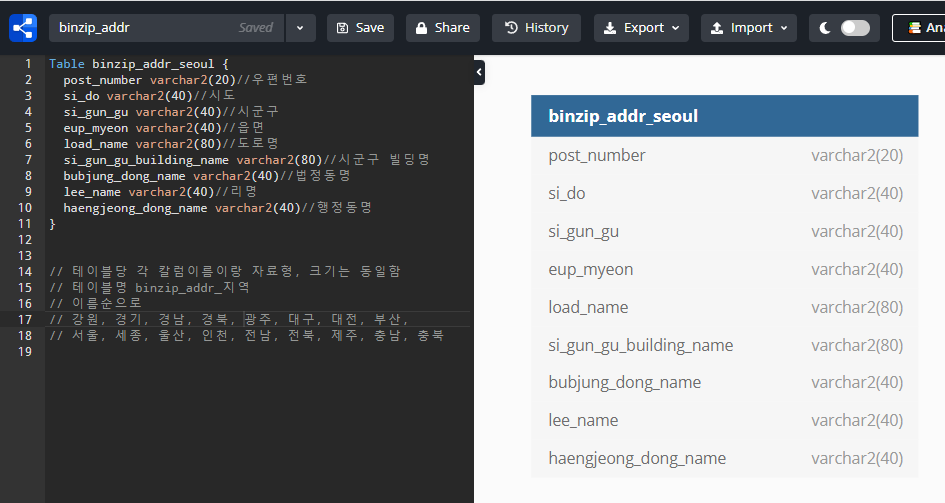 binzip_addr Saved Save Share History Export Import Ana
1 Table binzip_addr_seoul {
2 post_number varchar2(20)//우편번호
3 si_do varchar2(40)//시도
4 si_gun_gu varchar2(40)//시군구
5 eup_myeon varchar2(40)//읍면
6 load_name varchar2(80)//도로명
7 si_gun_gu_building_name varchar2(80)//시군구 빌딩명
8 bubjung_dong_name varchar2(40)//법정동명
9 lee_name varchar2(40)//리명
10 haengjeong_dong_name varchar2(40)//행정동명
11 }
12
13
14 // 테이블당 각 칼럼이름이랑 자료형, 크기는 동일함
15 // 테이블명 binzip_addr_지역
16 // 이름순으로
17 // 강원, 경기, 경남, 경북, 광주, 대구, 대전, 부산,
18 // 서울, 세종, 울산, 인천, 전남, 전북, 제주, 충남, 충북
19
binzip_addr_seoul
post_number varchar2(20)
si_do varchar2(40)
si_gun_gu varchar2(40)
eup_myeon varchar2(40)
load_name varchar2(80)
si_gun_gu_building_name varchar2(80)
bubjung_dong_name varchar2(40)
lee_name varchar2(40)
haengjeong_dong_name varchar2(40)